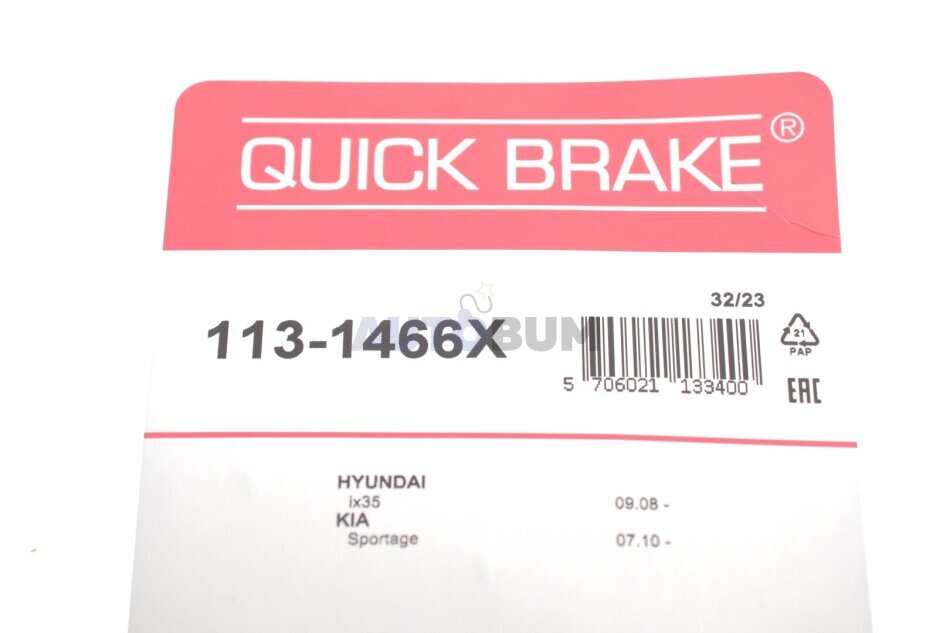 QUICK BRAKE®
32/23
113-1466X
AUTOBUM
21
PAP
5 706021 133400
EAC
HYUNDAI
ix35 09.08 -
KIA
Sportage 07.10 -